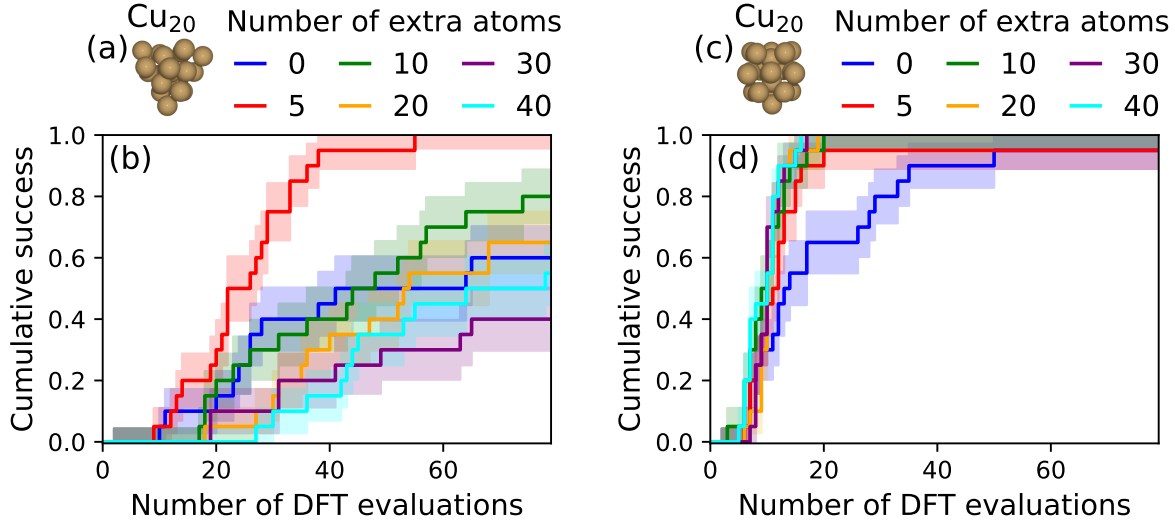 Cu₂₀ Number of extra atoms
(a) 0 10 30
5 20 40
1.0
(b)
0.8
0.6
0.4
0.2
0.0
0 20 40 60
Cumulative success
Number of DFT evaluations
Cu₂₀ Number of extra atoms
(c) 0 10 30
5 20 40
1.0
(d)
0.8
0.6
0.4
0.2
0.0
0 20 40 60
Cumulative success
Number of DFT evaluations